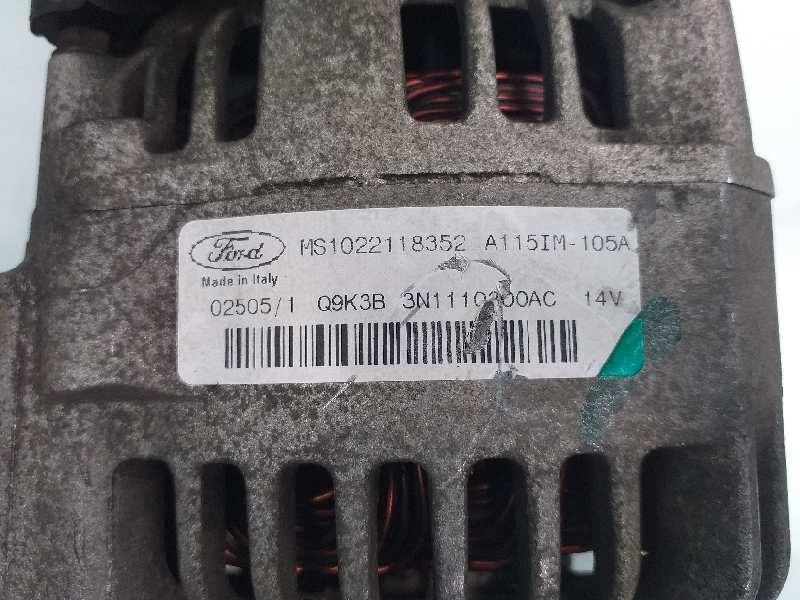 Ford MS1022118352 A115IM-105A
Made in Italy
02505/1 Q9K3B 3N1110300AC 14V